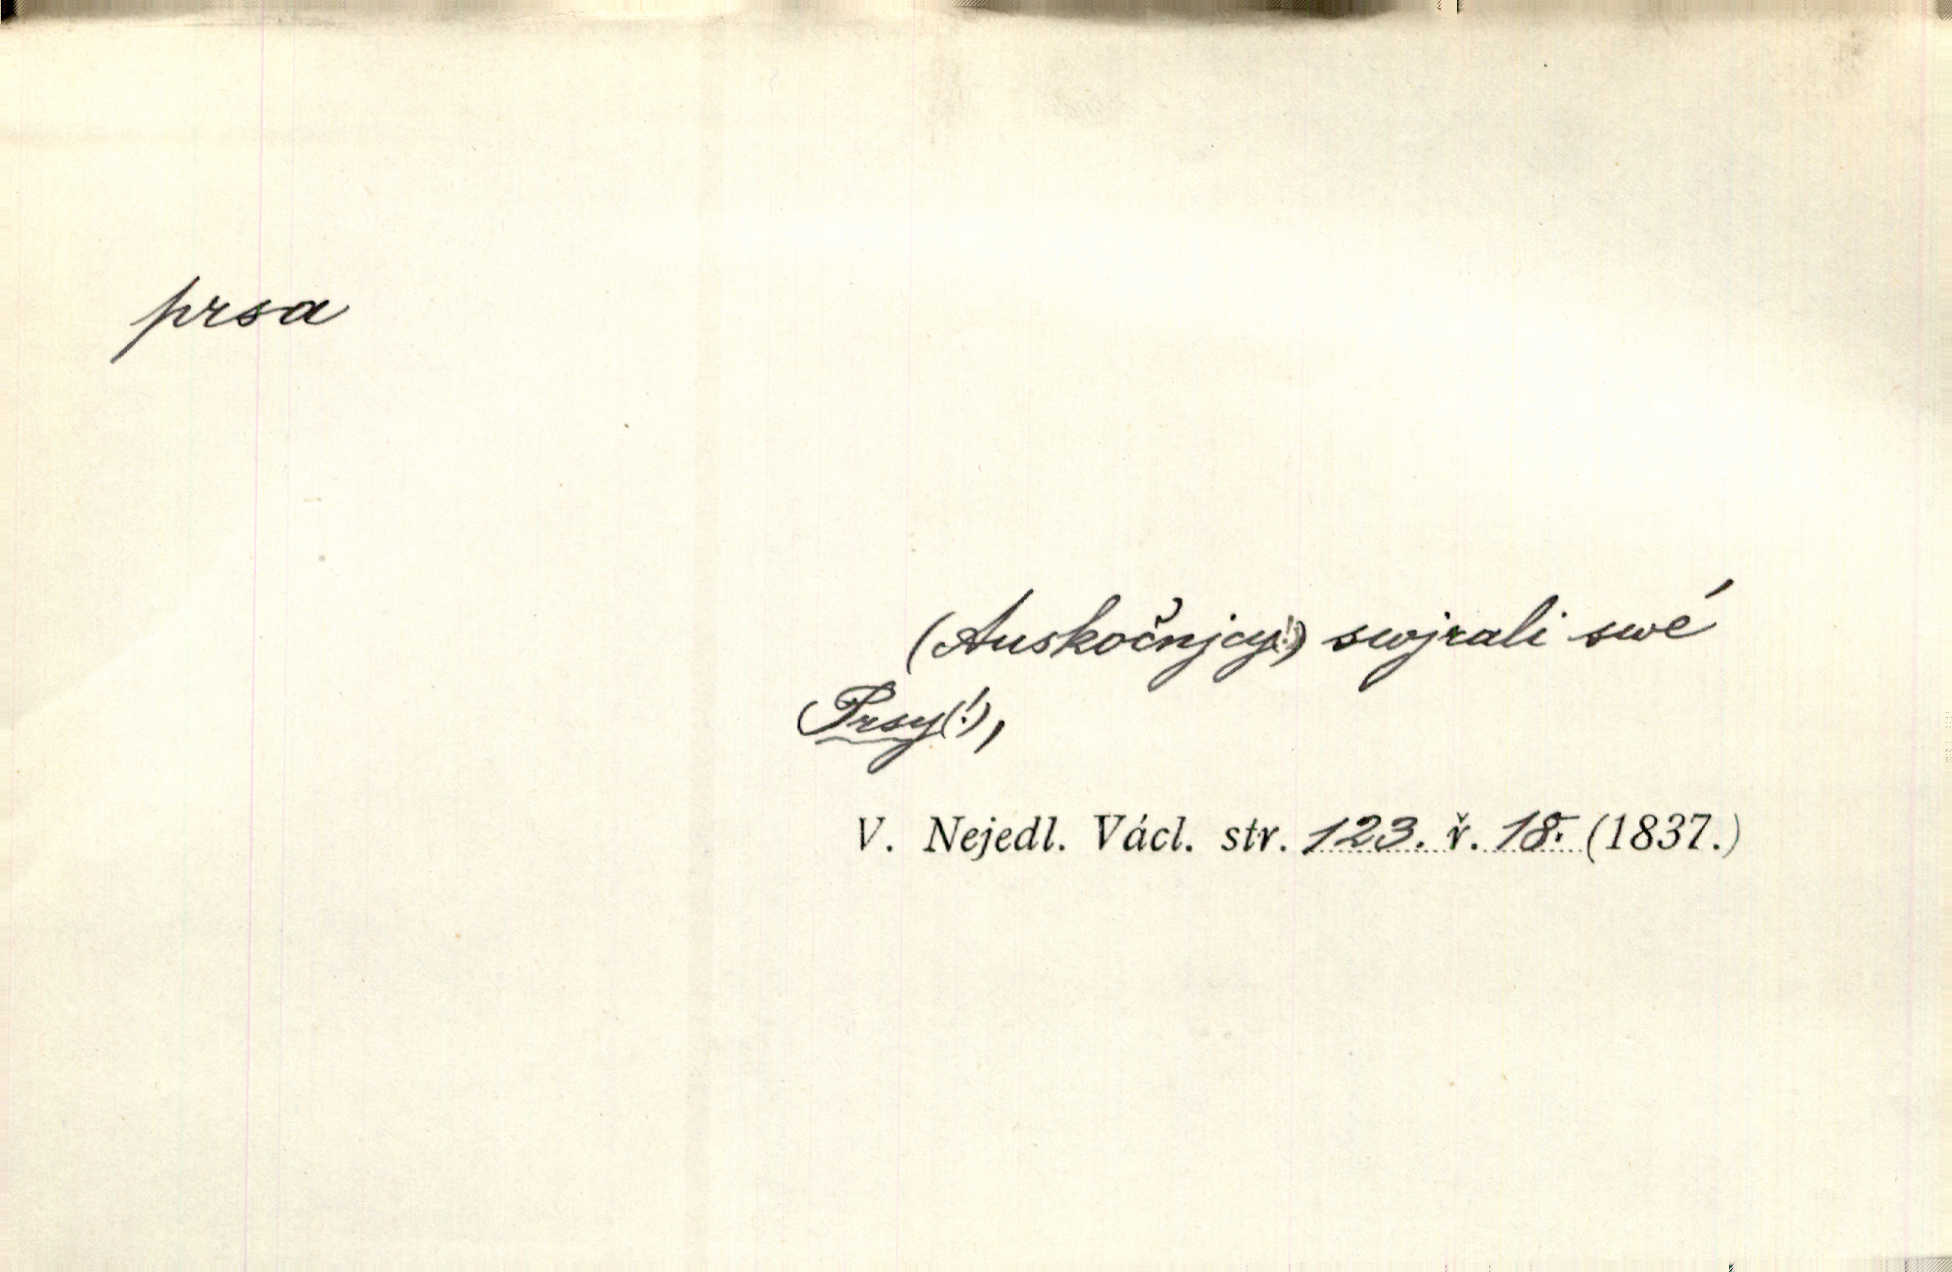 prsa
(Auskočnjcy(!)) swjrali swé
Prsy(!),
V. Nejedl. Václ. str. 123. ř. 18. (1837.)